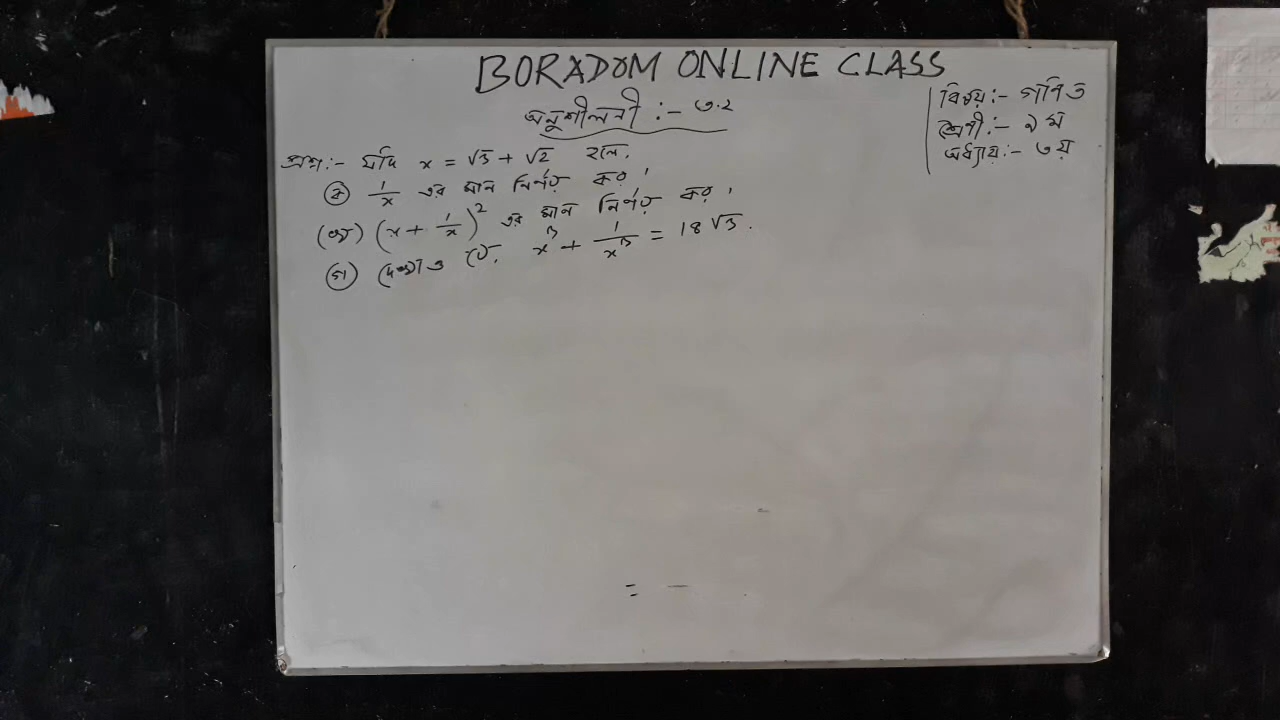 BORADOM ONLINE CLASS
অনুশীলনী :- ৩.২
বিষয় :- গণিত
শ্রেণী :- ৯ ম
অধ্যায় :- ৩য়
প্রশ্ন :- যদি x = √3 + √2 হলে,
(ক) 1/x এর মান নির্ণয় কর।
(খ) (x + 1/x)² এর মান নির্ণয় কর।
(গ) দেখাও যে, x³ + 1/x³ = 18√3.
= —